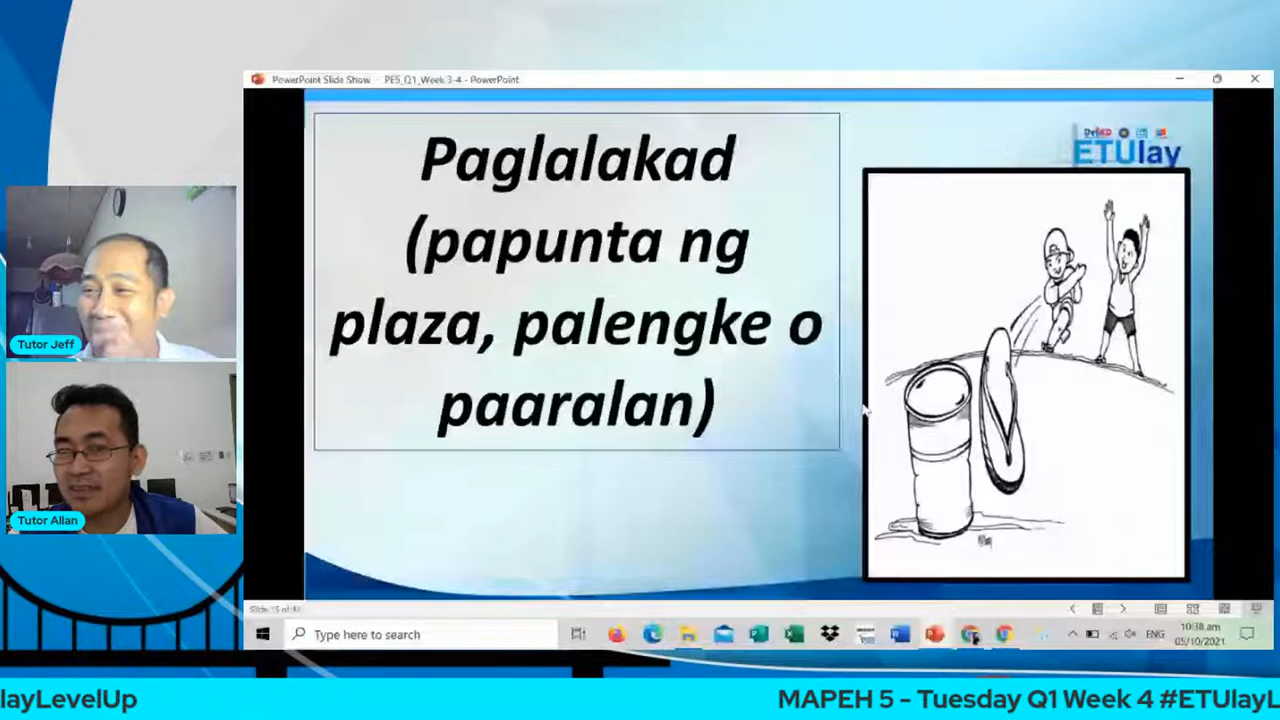 PowerPoint Slide Show - PE5_Q1_Week 3-4 - PowerPoint
DepED
ETUlay
Paglalakad
(papunta ng
plaza, palengke o
paaralan)
Tutor Jeff
Tutor Allan
Type here to search
ENG
10:38 am
05/10/2021
layLevelUp
MAPEH 5 - Tuesday Q1 Week 4 #ETUlayL